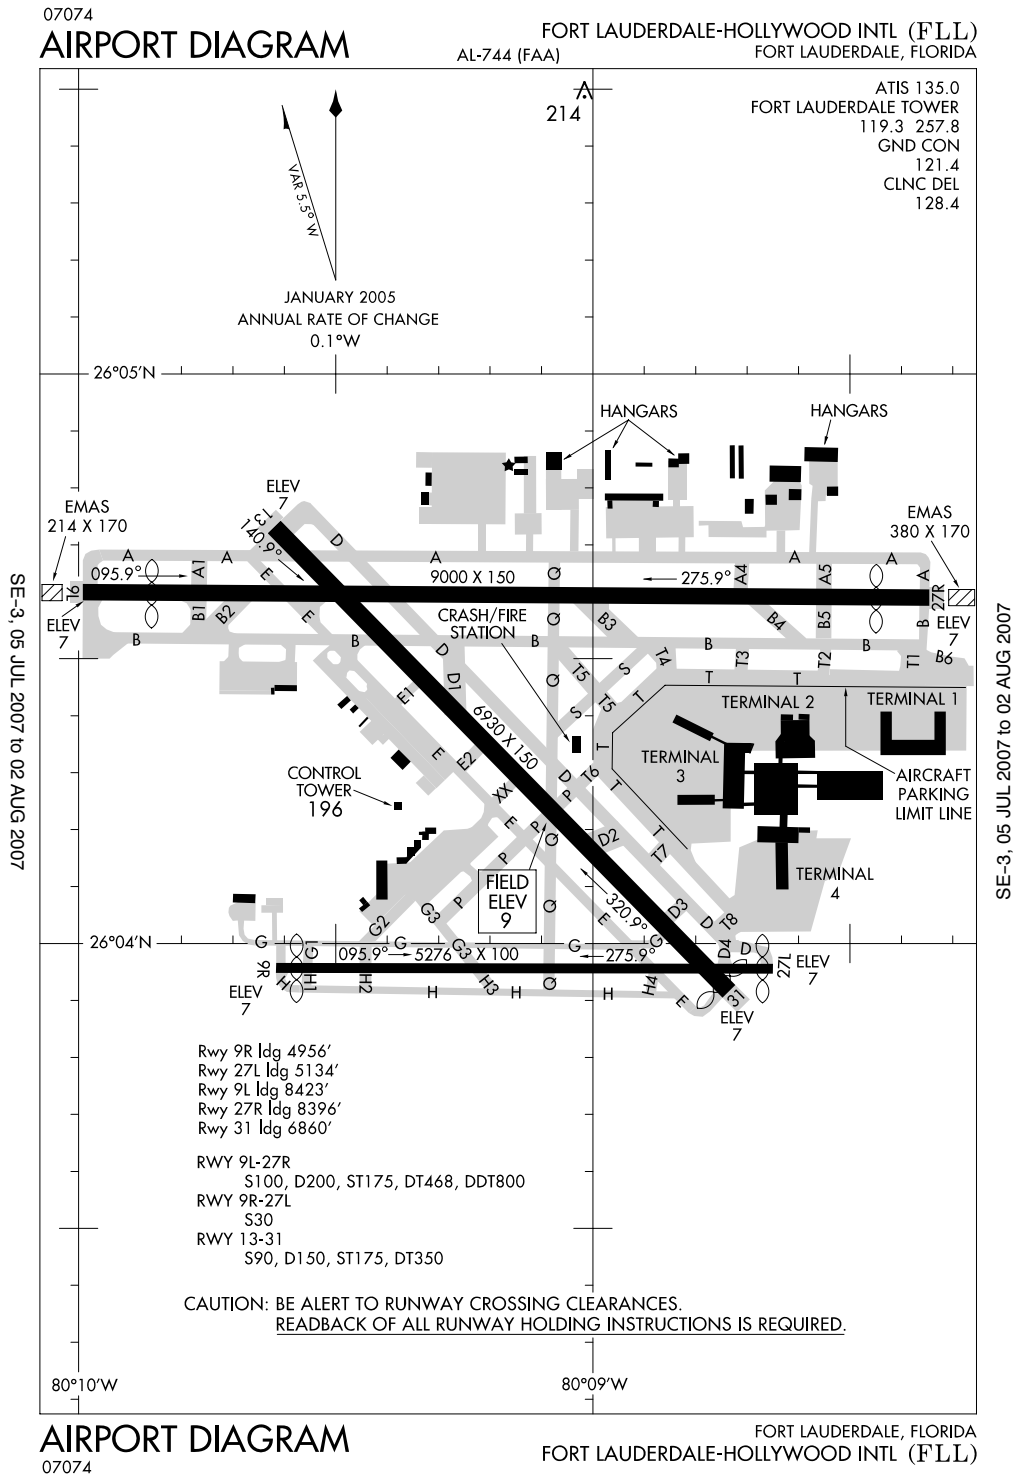 07074
AIRPORT DIAGRAM
AL-744 (FAA)
FORT LAUDERDALE-HOLLYWOOD INTL (FLL)
FORT LAUDERDALE, FLORIDA
214
ATIS 135.0
FORT LAUDERDALE TOWER
119.3 257.8
GND CON
121.4
CLNC DEL
128.4
VAR 5.5° W
JANUARY 2005
ANNUAL RATE OF CHANGE
0.1°W
26°05'N
HANGARS
HANGARS
ELEV
7
EMAS
214 X 170
EMAS
380 X 170
13
140.9°
D
A
A
A
A
A
095.9°
A1
E
9000 X 150
Q
275.9°
A4
A5
A
27R
ELEV
7
ELEV
7
B1
B2
E
CRASH/FIRE
STATION
Q
B3
B4
B5
B
B
B
D
B
B
B6
D1
Q
T5
S
T4
T3
T2
T1
T
T
E1
6930 X 150
S
T5
T
TERMINAL 2
TERMINAL 1
T
TERMINAL
3
E
E2
D
T6
T
CONTROL
TOWER
196
XX
P
AIRCRAFT
PARKING
LIMIT LINE
E
P
Q
D2
T
T7
P
TERMINAL
4
FIELD
ELEV
9
320.9°
P
Q
E
D3
D
T8
G2
G3
26°04'N
G
G1
G
G3
G
G
D4
D
9R
095.9°
5276 X 100
275.9°
27L
ELEV
7
H
H1
H2
H
H3
H
Q
H
H4
E
31
ELEV
7
ELEV
7
Rwy 9R ldg 4956'
Rwy 27L ldg 5134'
Rwy 9L ldg 8423'
Rwy 27R ldg 8396'
Rwy 31 ldg 6860'
RWY 9L-27R
S100, D200, ST175, DT468, DDT800
RWY 9R-27L
S30
RWY 13-31
S90, D150, ST175, DT350
CAUTION: BE ALERT TO RUNWAY CROSSING CLEARANCES.
READBACK OF ALL RUNWAY HOLDING INSTRUCTIONS IS REQUIRED.
80°10'W
80°09'W
SE-3, 05 JUL 2007 to 02 AUG 2007
SE-3, 05 JUL 2007 to 02 AUG 2007
AIRPORT DIAGRAM
07074
FORT LAUDERDALE, FLORIDA
FORT LAUDERDALE-HOLLYWOOD INTL (FLL)